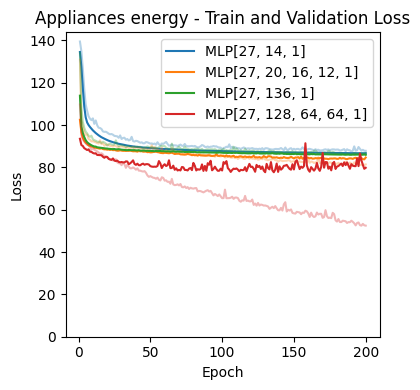 Appliances energy - Train and Validation Loss
140
120
100
80
60
40
20
0
Loss
MLP[27, 14, 1]
MLP[27, 20, 16, 12, 1]
MLP[27, 136, 1]
MLP[27, 128, 64, 64, 1]
0 50 100 150 200
Epoch